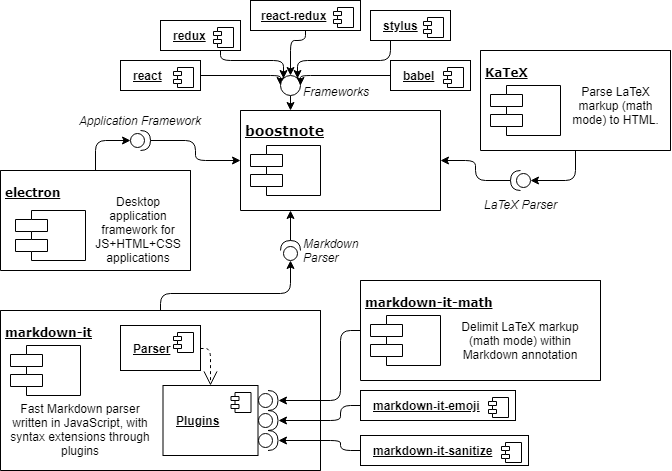 react-redux
redux
stylus
react
babel
Frameworks
KaTeX
Parse LaTeX
markup (math
mode) to HTML.
Application Framework
boostnote
electron
Desktop
application
framework for
JS+HTML+CSS
applications
LaTeX Parser
Markdown
Parser
markdown-it
Parser
Fast Markdown parser
written in JavaScript, with
syntax extensions through
plugins
Plugins
markdown-it-math
Delimit LaTeX markup
(math mode) within
Markdown annotation
markdown-it-emoji
markdown-it-sanitize